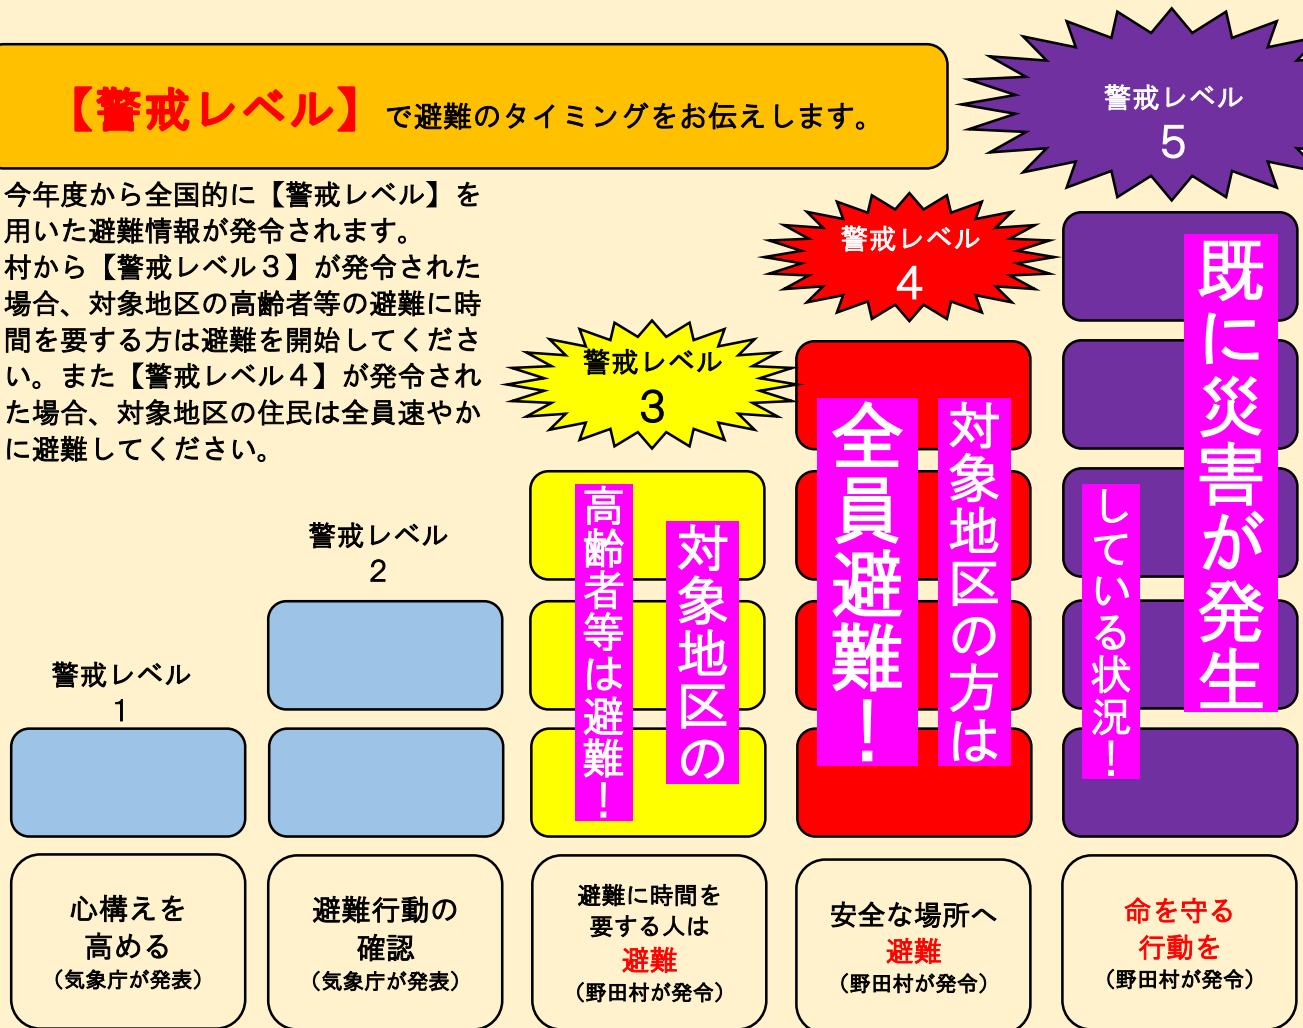 【警戒レベル】で避難のタイミングをお伝えします。
今年度から全国的に【警戒レベル】を
用いた避難情報が発令されます。
村から【警戒レベル３】が発令された
場合、対象地区の高齢者等の避難に時
間を要する方は避難を開始してくださ
い。また【警戒レベル４】が発令され
た場合、対象地区の住民は全員速やか
に避難してください。
警戒レベル
1
警戒レベル
2
警戒レベル
3
警戒レベル
4
警戒レベル
5
対象地区の
高齢者等は避難！
対象地区の方は
全員避難！
既に災害が発生
している状況！
心構えを
高める
（気象庁が発表）
避難行動の
確認
（気象庁が発表）
避難に時間を
要する人は
避難
（野田村が発令）
安全な場所へ
避難
（野田村が発令）
命を守る
行動を
（野田村が発令）